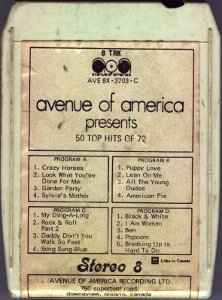 8 TRK
AVE 8X-3703-C
avenue of america
presents
50 TOP HITS OF 72
PROGRAM A
1. Crazy Horses
2. Look What You've
Done For Me
3. Garden Party
4. Sylvia's Mother
PROGRAM B
1. Puppy Love
2. Lean On Me
3. All The Young
Dudes
4. American Pie
PROGRAM C
1. My Ding-A-Ling
2. Rock & Roll
Part 2
3. Daddy Don't You
Walk So Fast
4. Song Sung Blue
PROGRAM D
1. Black & White
2. I Am Woman
3. Ben
4. Popcorn
5. Breaking Up Is
Hard To Do
Stereo 8
Litho in Canada
AVENUE OF AMERICA RECORDING LTD.
750 supertest road,
downsview, ontario, canada